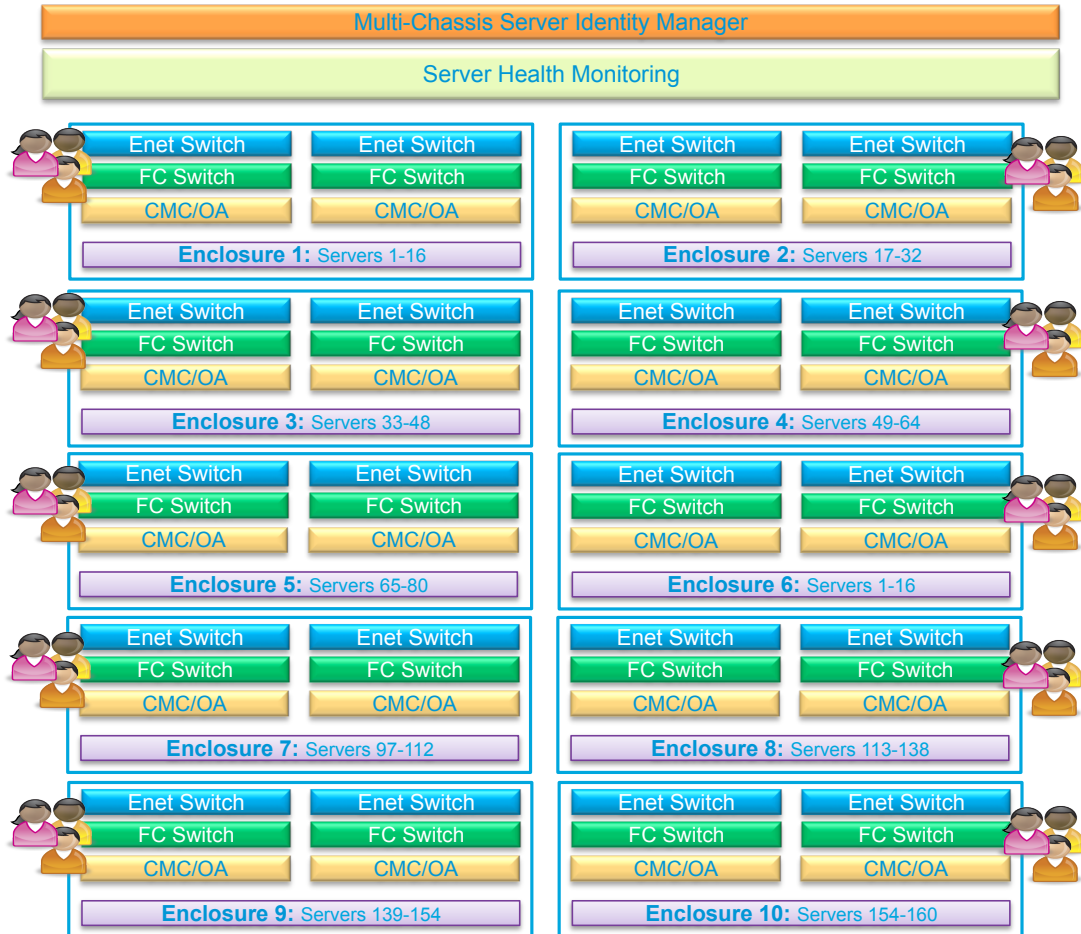 Multi-Chassis Server Identity Manager
Server Health Monitoring
Enet Switch
Enet Switch
FC Switch
FC Switch
CMC/OA
CMC/OA
Enclosure 1: Servers 1-16
Enet Switch
Enet Switch
FC Switch
FC Switch
CMC/OA
CMC/OA
Enclosure 2: Servers 17-32
Enet Switch
Enet Switch
FC Switch
FC Switch
CMC/OA
CMC/OA
Enclosure 3: Servers 33-48
Enet Switch
Enet Switch
FC Switch
FC Switch
CMC/OA
CMC/OA
Enclosure 4: Servers 49-64
Enet Switch
Enet Switch
FC Switch
FC Switch
CMC/OA
CMC/OA
Enclosure 5: Servers 65-80
Enet Switch
Enet Switch
FC Switch
FC Switch
CMC/OA
CMC/OA
Enclosure 6: Servers 1-16
Enet Switch
Enet Switch
FC Switch
FC Switch
CMC/OA
CMC/OA
Enclosure 7: Servers 97-112
Enet Switch
Enet Switch
FC Switch
FC Switch
CMC/OA
CMC/OA
Enclosure 8: Servers 113-138
Enet Switch
Enet Switch
FC Switch
FC Switch
CMC/OA
CMC/OA
Enclosure 9: Servers 139-154
Enet Switch
Enet Switch
FC Switch
FC Switch
CMC/OA
CMC/OA
Enclosure 10: Servers 154-160